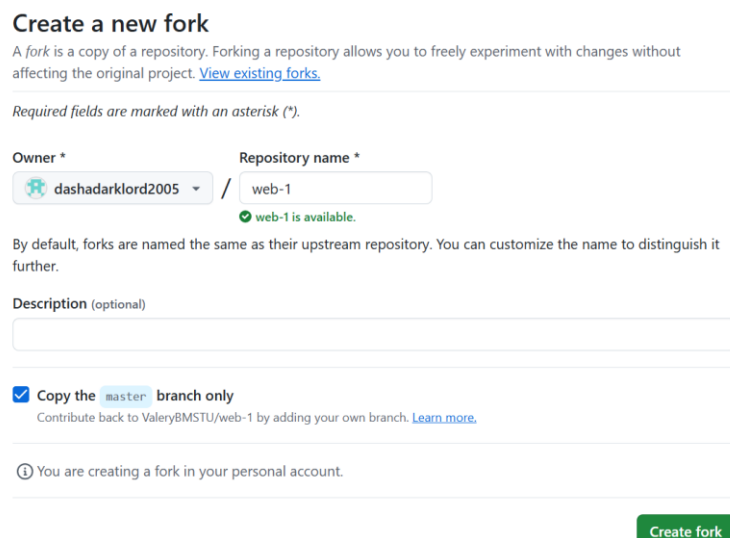 Create a new fork
A fork is a copy of a repository. Forking a repository allows you to freely experiment with changes without
affecting the original project. View existing forks.
Required fields are marked with an asterisk (*).
Owner * Repository name *
dashadarklord2005 / web-1
web-1 is available.
By default, forks are named the same as their upstream repository. You can customize the name to distinguish it
further.
Description (optional)
Copy the master branch only
Contribute back to ValeryBMSTU/web-1 by adding your own branch. Learn more.
You are creating a fork in your personal account.
Create fork